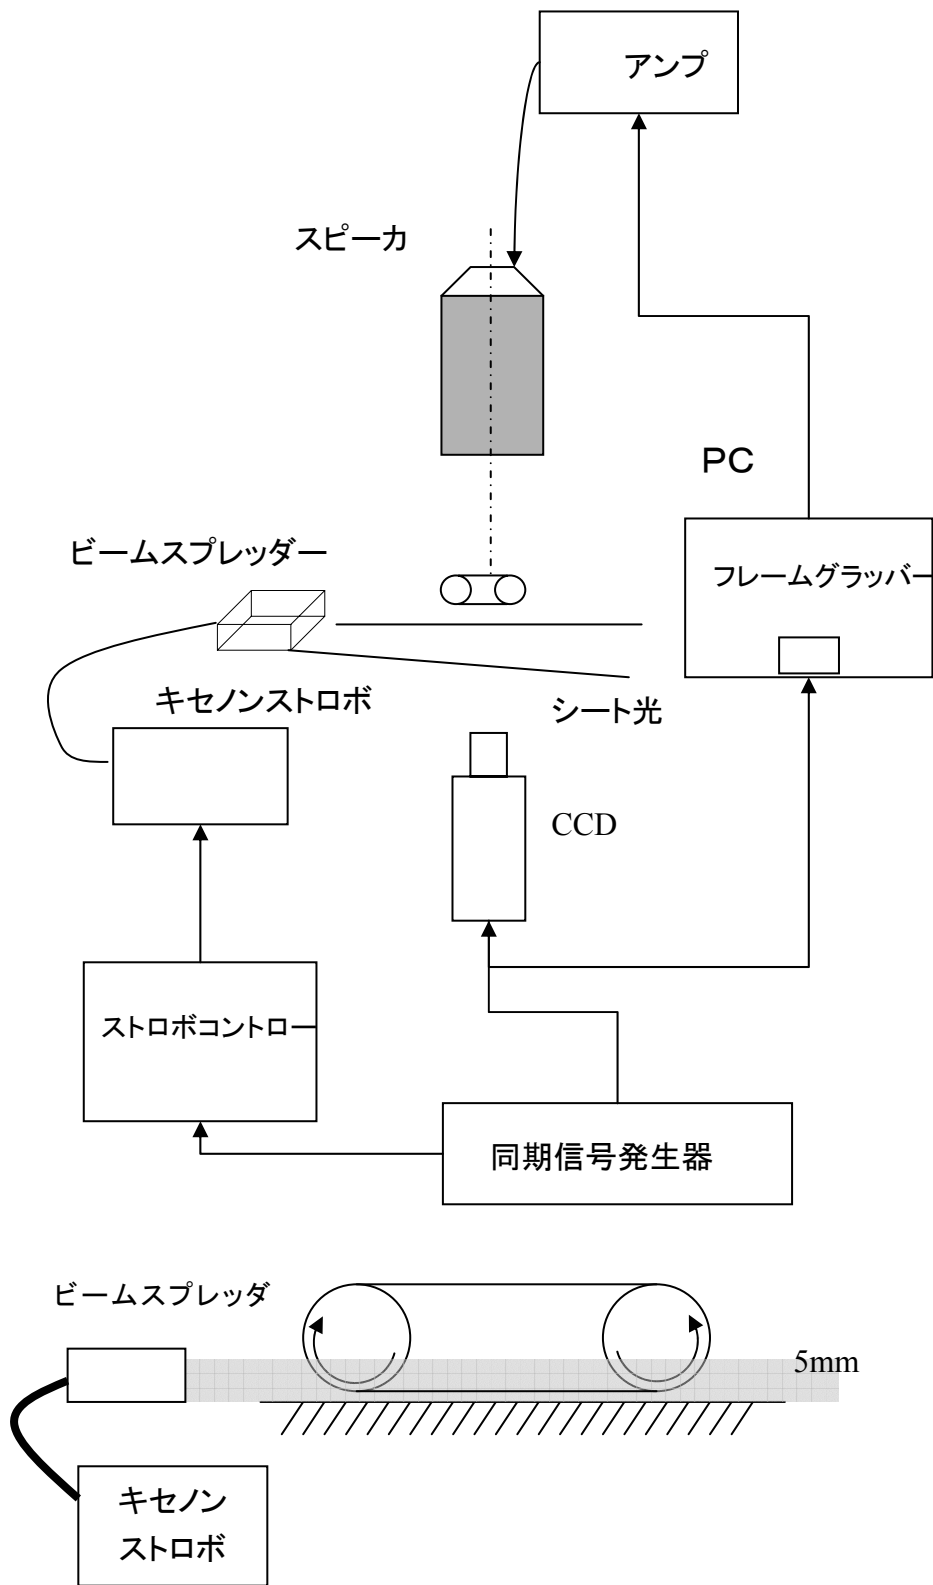 アンプ
スピーカ
PC
ビームスプレッダー
フレームグラッバー
キセノンストロボ
シート光
CCD
ストロボコントロー
同期信号発生器
ビームスプレッダ
5mm
キセノン
ストロボ